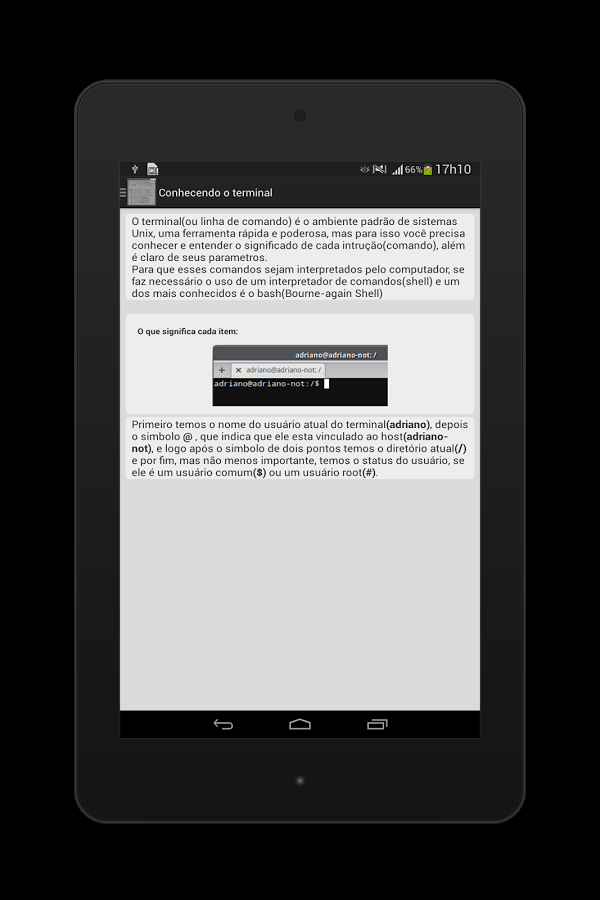 66% 17h10
Conhecendo o terminal
O terminal(ou linha de comando) é o ambiente padrão de sistemas
Unix, uma ferramenta rápida e poderosa, mas para isso você precisa
conhecer e entender o significado de cada intrução(comando), além
é claro de seus parametros.
Para que esses comandos sejam interpretados pelo computador, se
faz necessário o uso de um interpretador de comandos(shell) e um
dos mais conhecidos é o bash(Bourne-again Shell)
O que significa cada item:
adriano@adriano-not: /
+ × adriano@adriano-not: /
adriano@adriano-not:/$
Primeiro temos o nome do usuário atual do terminal(adriano), depois
o simbolo @ , que indica que ele esta vinculado ao host(adriano-
not), e logo após o simbolo de dois pontos temos o diretório atual(/)
e por fim, mas não menos importante, temos o status do usuário, se
ele é um usuário comum($) ou um usuário root(#).